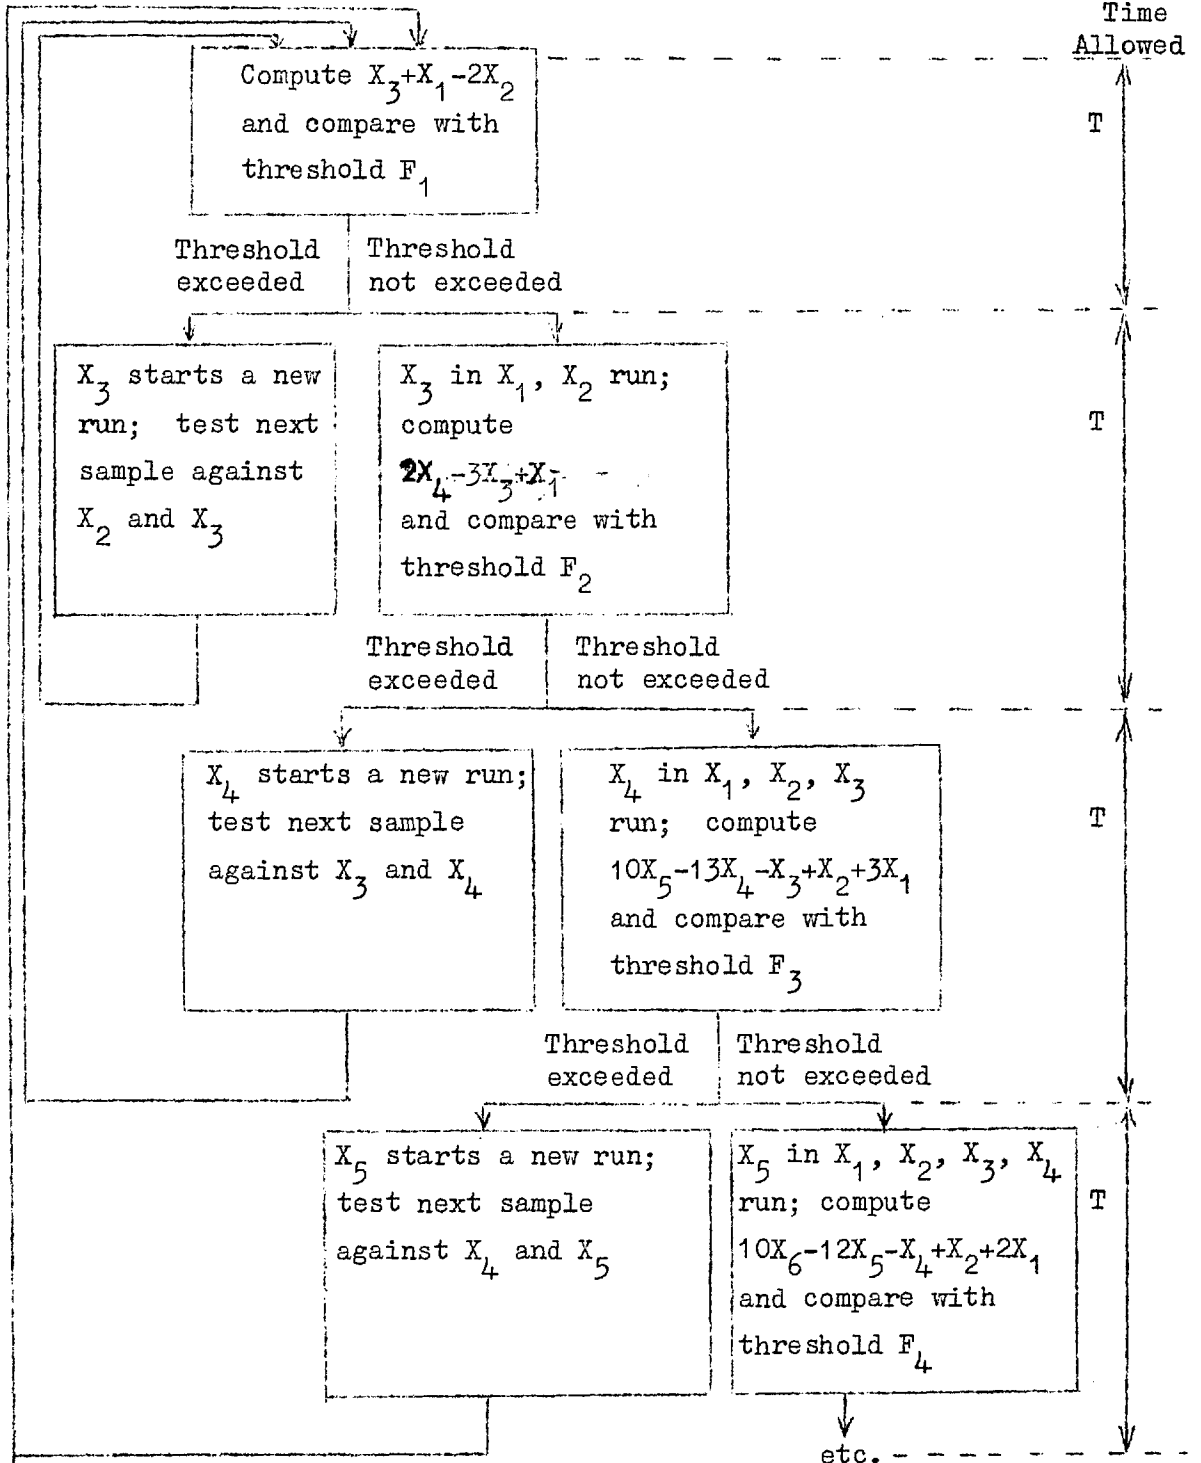 Time
Allowed
Compute X₃+X₁-2X₂
and compare with
threshold F₁
T
Threshold
exceeded
Threshold
not exceeded
X₃ starts a new
run; test next
sample against
X₂ and X₃
X₃ in X₁, X₂ run;
compute
2X₄-3X₃+X₁
and compare with
threshold F₂
T
Threshold
exceeded
Threshold
not exceeded
X₄ starts a new run;
test next sample
against X₃ and X₄
X₄ in X₁, X₂, X₃
run; compute
10X₅-13X₄-X₃+X₂+3X₁
and compare with
threshold F₃
T
Threshold
exceeded
Threshold
not exceeded
X₅ starts a new run;
test next sample
against X₄ and X₅
X₅ in X₁, X₂, X₃, X₄
run; compute
10X₆-12X₅-X₄+X₂+2X₁
and compare with
threshold F₄
T
etc.